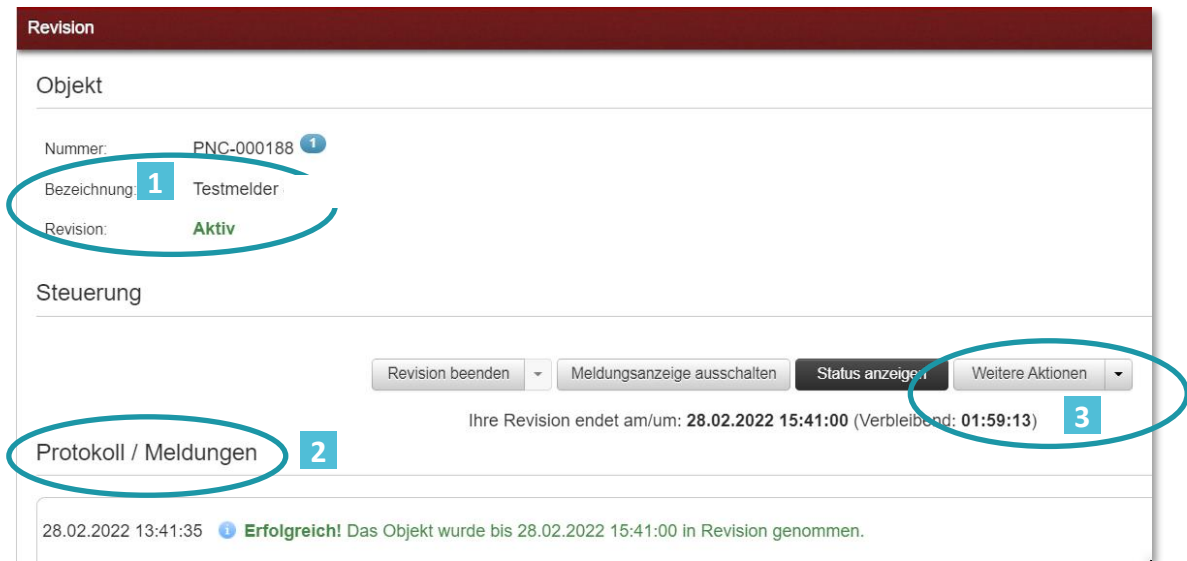 Revision
Objekt
Nummer: PNC-000188 1
1
Bezeichnung: Testmelder
Revision: Aktiv
Steuerung
Revision beenden Meldungsanzeige ausschalten Status anzeigen Weitere Aktionen
Ihre Revision endet am/um: 28.02.2022 15:41:00 (Verbleibend: 01:59:13)
3
Protokoll / Meldungen 2
28.02.2022 13:41:35 Erfolgreich! Das Objekt wurde bis 28.02.2022 15:41:00 in Revision genommen.